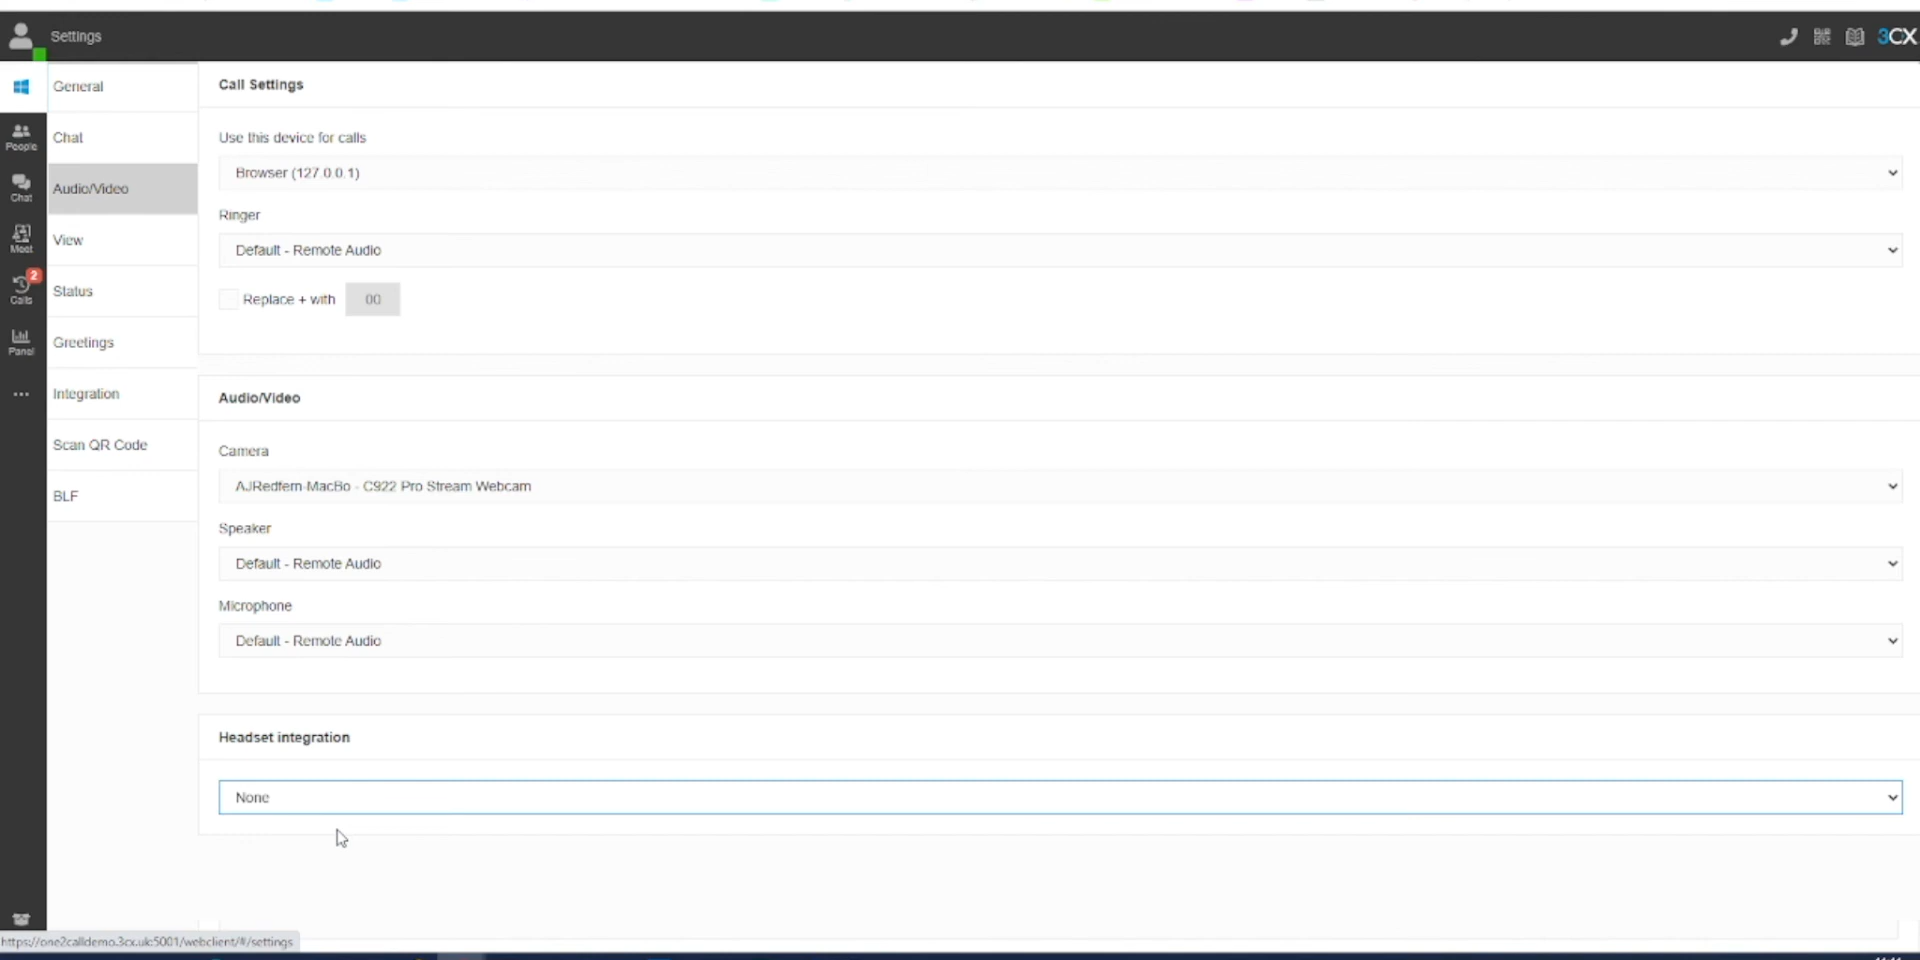 Settings
3CX
People
Chat
Meet
2
Calls
Panel
General
Chat
Audio/Video
View
Status
Greetings
Integration
Scan QR Code
BLF
Call Settings
Use this device for calls
Browser (127.0.0.1)
Ringer
Default - Remote Audio
Replace + with 00
Audio/Video
Camera
AJRedfern-MacBo - C922 Pro Stream Webcam
Speaker
Default - Remote Audio
Microphone
Default - Remote Audio
Headset integration
None
https://one2calldemo.3cx.uk:5001/webclient/#/settings